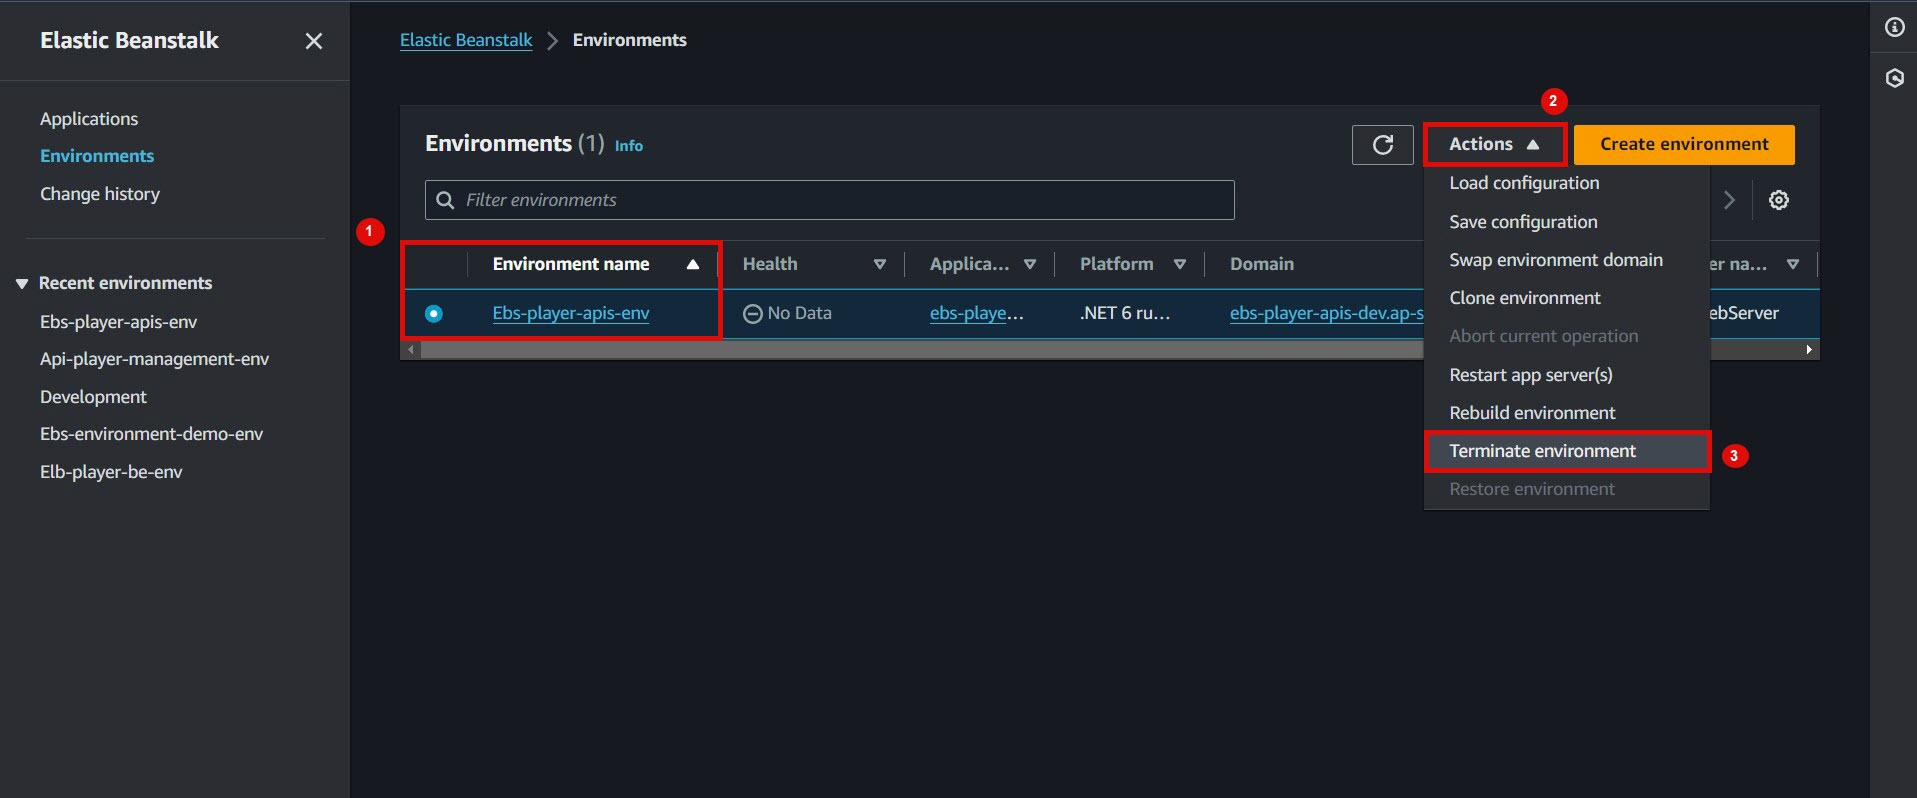 Elastic Beanstalk
Applications
Environments
Change history
Recent environments
Ebs-player-apis-env
Api-player-management-env
Development
Ebs-environment-demo-env
Elb-player-be-env
Elastic Beanstalk Environments
2
Environments (1) Info
Actions
Create environment
Filter environments
1
Environment name Health Applica... Platform Domain er na...
Ebs-player-apis-env No Data ebs-playe... .NET 6 ru... ebs-player-apis-dev.ap-s ebServer
Load configuration
Save configuration
Swap environment domain
Clone environment
Abort current operation
Restart app server(s)
Rebuild environment
Terminate environment
3
Restore environment